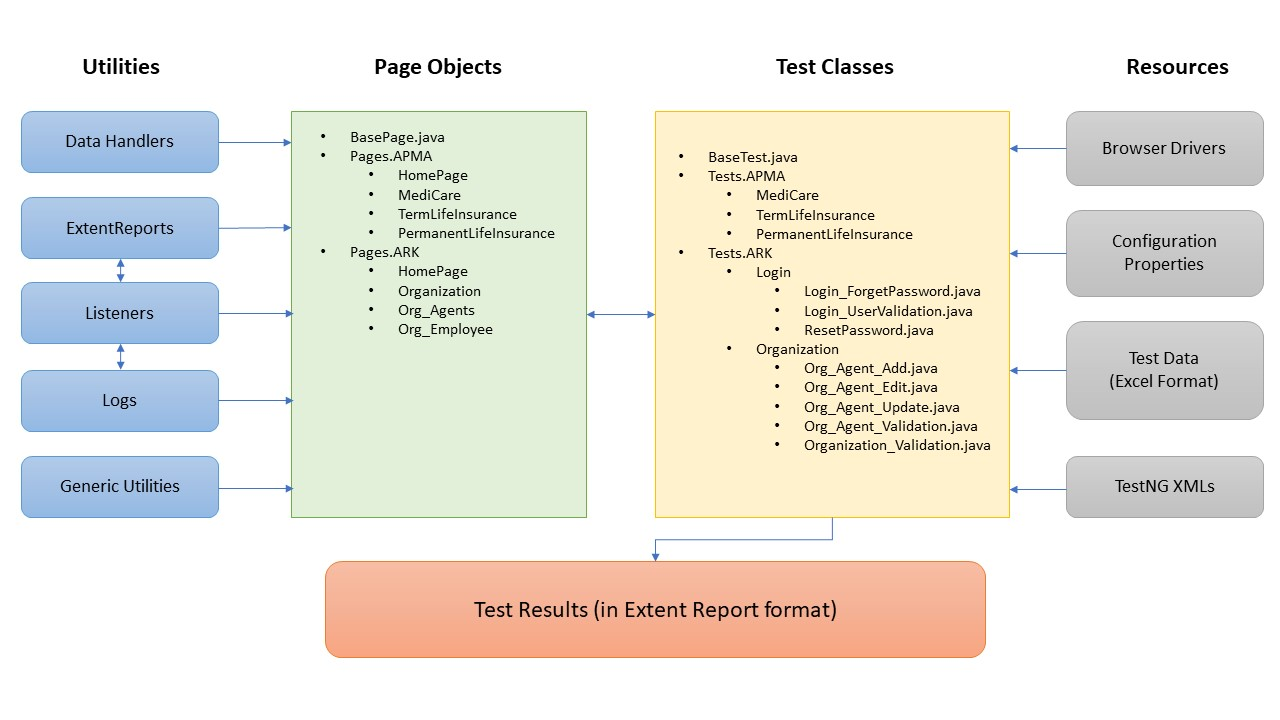 Utilities
Page Objects
Test Classes
Resources
Data Handlers
ExtentReports
Listeners
Logs
Generic Utilities
• BasePage.java
• Pages.APMA
• HomePage
• MediCare
• TermLifeInsurance
• PermanentLifeInsurance
• Pages.ARK
• HomePage
• Organization
• Org_Agents
• Org_Employee
• BaseTest.java
• Tests.APMA
• MediCare
• TermLifeInsurance
• PermanentLifeInsurance
• Tests.ARK
• Login
• Login_ForgetPassword.java
• Login_UserValidation.java
• ResetPassword.java
• Organization
• Org_Agent_Add.java
• Org_Agent_Edit.java
• Org_Agent_Update.java
• Org_Agent_Validation.java
• Organization_Validation.java
Browser Drivers
Configuration
Properties
Test Data
(Excel Format)
TestNG XMLs
Test Results (in Extent Report format)